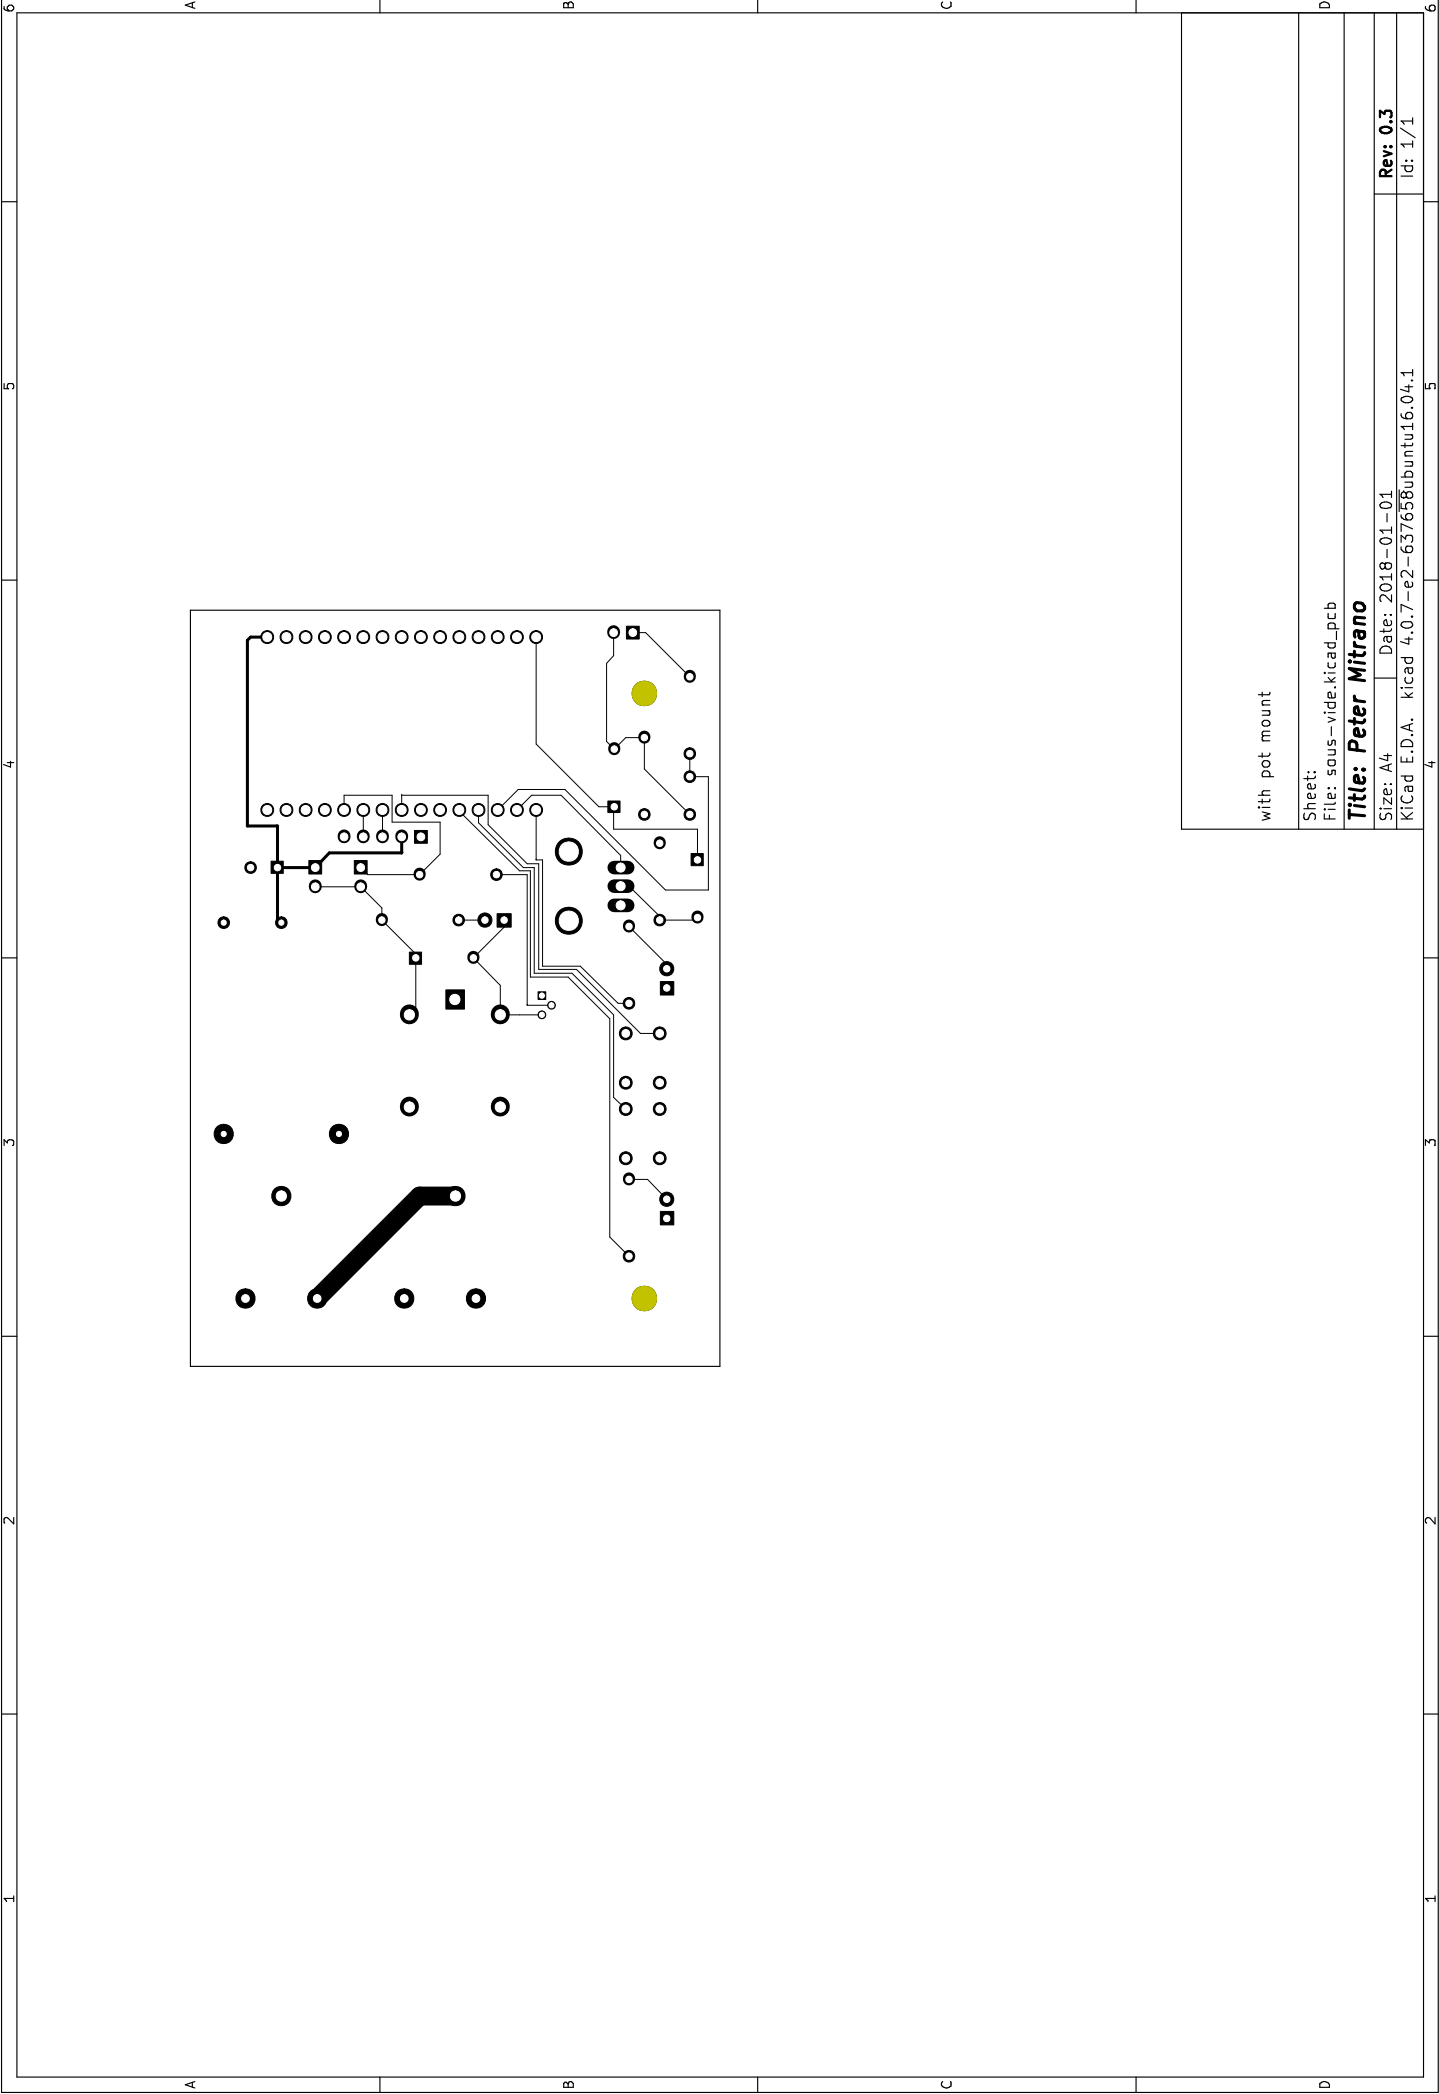 with pot mount
Sheet:
File: saus-vide.kicad_pcb
Title: Peter Mitrano
Size: A4
Date: 2018-01-01
Rev: 0.3
KiCad E.D.A.
kicad 4.0.7-e2-6376~58~ubuntu16.04.1
Id: 1/1
1
2
3
4
5
6
1
2
3
4
5
6
A
B
C
D
A
B
C
D